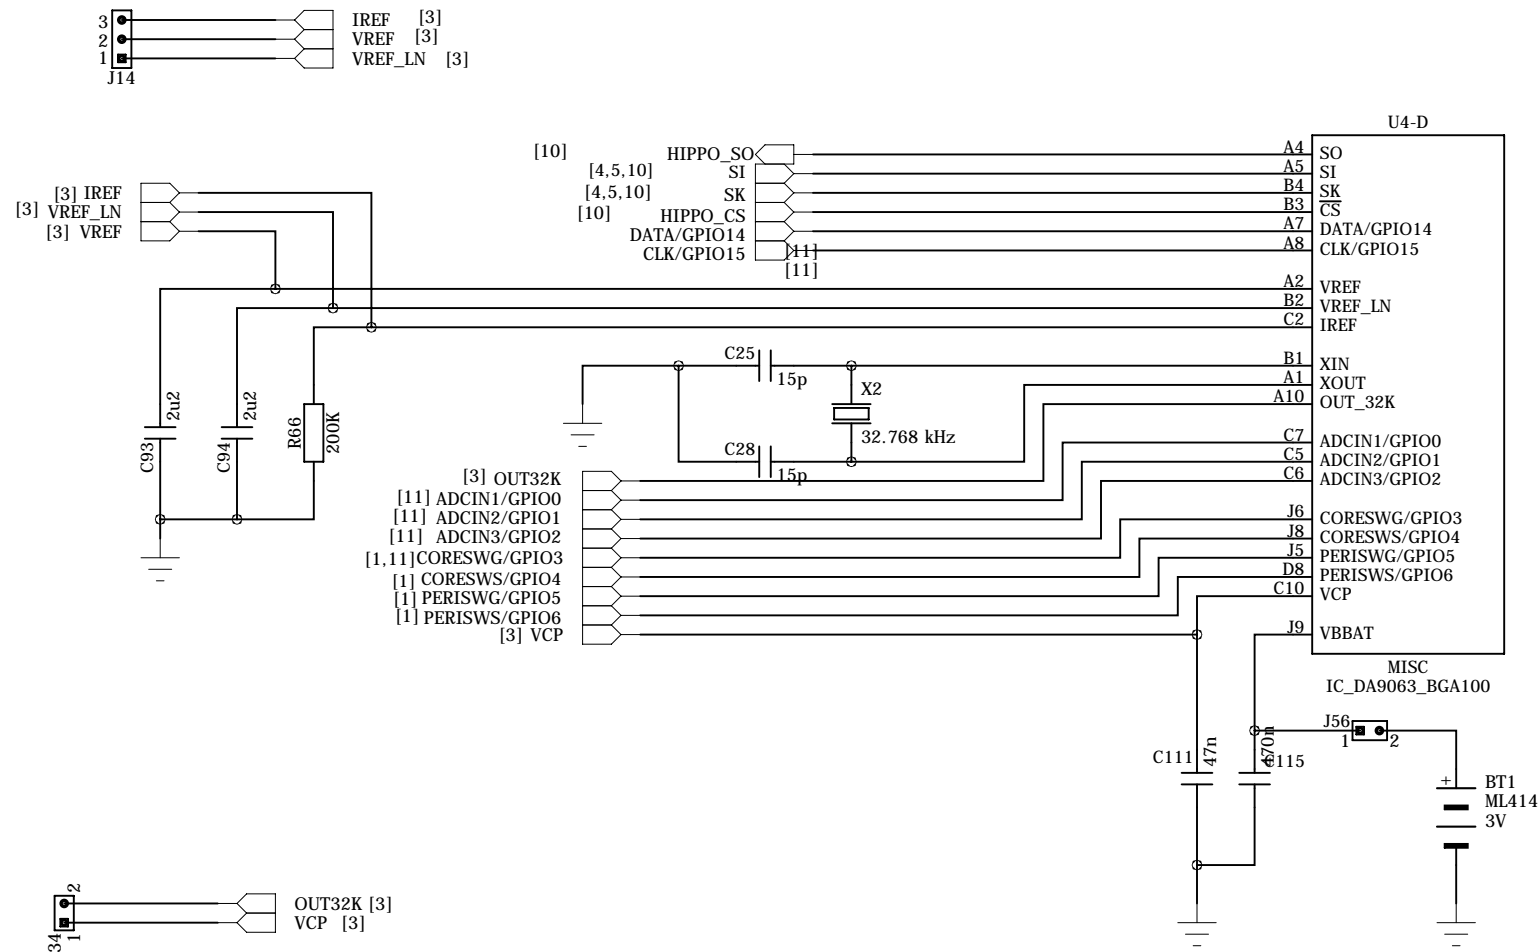 3 IREF [3]
2 VREF [3]
1 VREF_LN [3]
J14
U4-D
[10] HIPPO_SO A4 SO
[4,5,10] SI A5 SI
[4,5,10] SK B4 SK
[10] HIPPO_CS B3 CS
DATA/GPIO14 A7 DATA/GPIO14
CLK/GPIO15 [11] A8 CLK/GPIO15
[11]
[3] IREF
[3] VREF_LN
[3] VREF
A2 VREF
B2 VREF_LN
C2 IREF
C25 15p
B1 XIN
A1 XOUT
A10 OUT_32K
X2
32.768 kHz
C28 15p
C93 2u2
C94 2u2
R66 200K
C7 ADCIN1/GPIO0
C5 ADCIN2/GPIO1
C6 ADCIN3/GPIO2
[3] OUT32K
[11] ADCIN1/GPIO0
[11] ADCIN2/GPIO1
[11] ADCIN3/GPIO2
[1,11] CORESWG/GPIO3
[1] CORESWS/GPIO4
[1] PERISWG/GPIO5
[1] PERISWS/GPIO6
[3] VCP
J6 CORESWG/GPIO3
J8 CORESWS/GPIO4
J5 PERISWG/GPIO5
D8 PERISWS/GPIO6
C10 VCP
J9 VBBAT
MISC
IC_DA9063_BGA100
J56
1 2
C111 47n
470n C115
+ BT1
ML414
3V
2 OUT32K [3]
1 VCP [3]
34